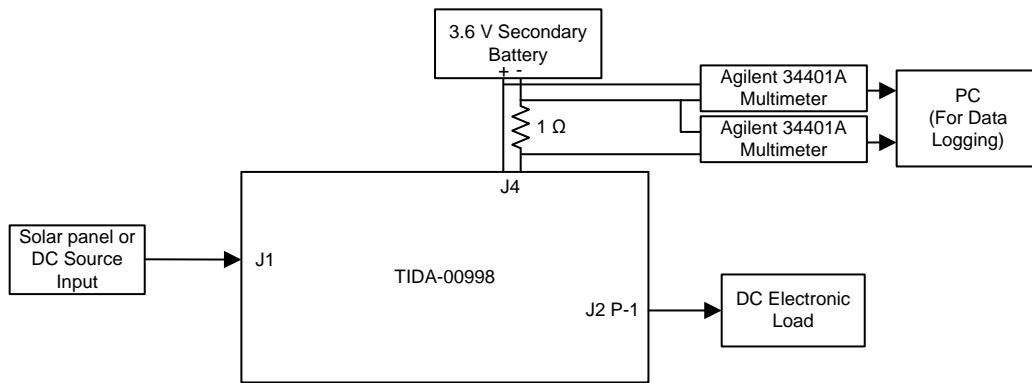 3.6 V Secondary
Battery
+ -
1 Ω
Agilent 34401A
Multimeter
Agilent 34401A
Multimeter
PC
(For Data
Logging)
J4
Solar panel or
DC Source
Input
J1
TIDA-00998
J2 P-1
DC Electronic
Load